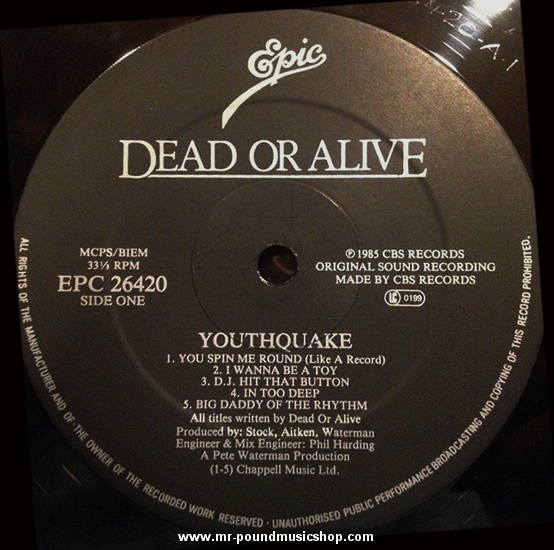 Epic
DEAD OR ALIVE
MCPS/BIEM
33⅓ RPM
EPC 26420
SIDE ONE
℗ 1985 CBS RECORDS
ORIGINAL SOUND RECORDING
MADE BY CBS RECORDS
LC 0199
YOUTHQUAKE
1. YOU SPIN ME ROUND (Like A Record)
2. I WANNA BE A TOY
3. D.J. HIT THAT BUTTON
4. IN TOO DEEP
5. BIG DADDY OF THE RHYTHM
All titles written by Dead Or Alive
Produced by: Stock, Aitken, Waterman
Engineer & Mix Engineer: Phil Harding
A Pete Waterman Production
(1-5) Chappell Music Ltd.
ALL RIGHTS OF THE MANUFACTURER AND OF THE OWNER OF THE RECORDED WORK RESERVED · UNAUTHORISED PUBLIC PERFORMANCE BROADCASTING AND COPYING OF THIS RECORD PROHIBITED.
www.mr-poundmusicshop.com